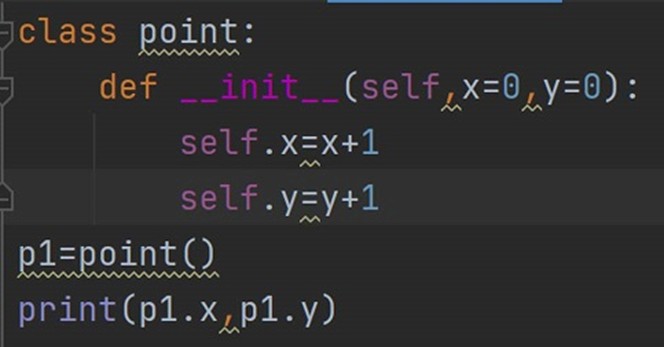 class point:
    def __init__(self,x=0,y=0):
        self.x=x+1
        self.y=y+1
p1=point()
print(p1.x,p1.y)